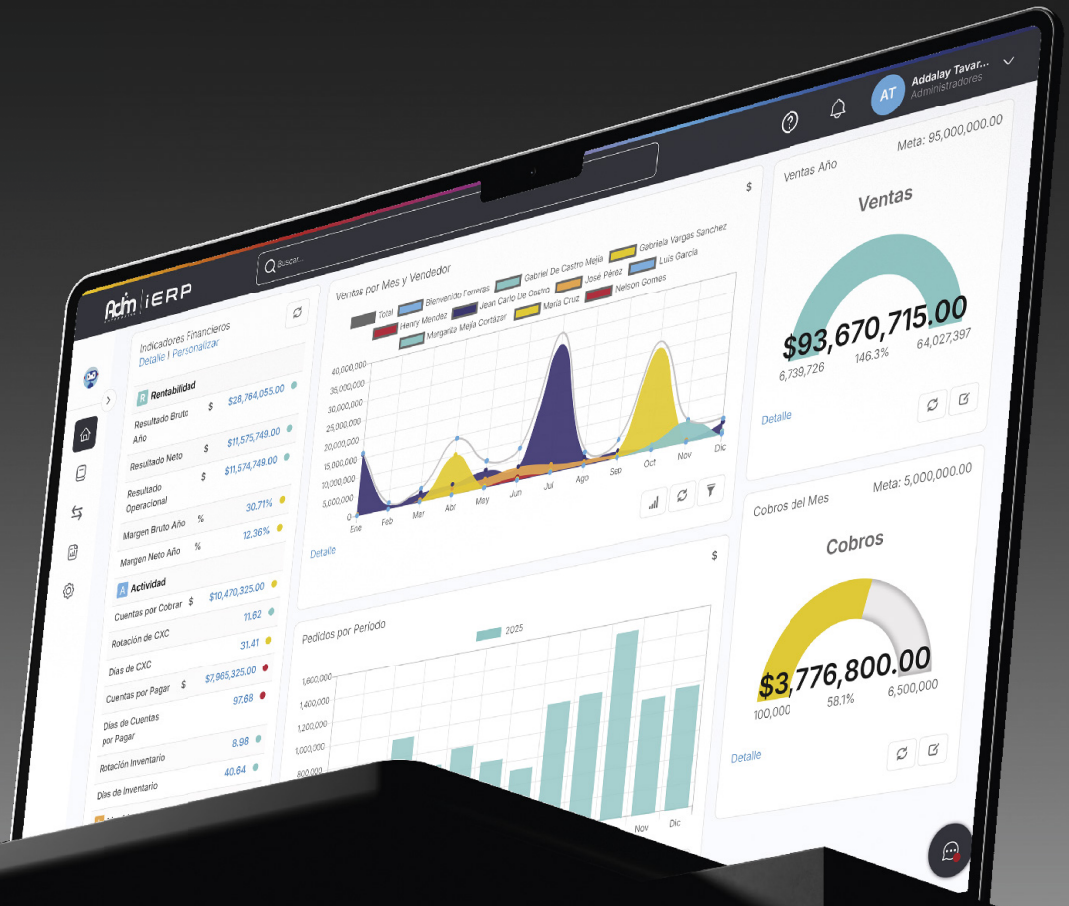 Adm | iERP
Buscar...
AT
Addalay Tavar...
Administradores
Indicadores Financieros
Detalle | Personalizar
R Rentabilidad
Resultado Bruto Año $ $28,764,055.00
Resultado Neto $ $11,575,749.00
Resultado Operacional $ $11,574,749.00
Margen Bruto Año % 30.71%
Margen Neto Año % 12.36%
A Actividad
Cuentas por Cobrar $ $10,470,325.00
Rotación de CXC 11.62
Días de CXC 31.41
Cuentas por Pagar $ $7,965,325.00
Días de Cuentas por Pagar 97.68
Rotación Inventario 8.98
Días de Inventario 40.64
Ventas por Mes y Vendedor
$
Total Bienvenido Forreras Gabriel De Castro Mejía Gabriela Vargas Sanchez
Henry Mendez Jean Carlo De Castro José Pérez Luis García
Margarita Mejía Cortázar María Cruz Nelson Gomes
40,000,000
35,000,000
30,000,000
25,000,000
20,000,000
15,000,000
10,000,000
5,000,000
0
Ene Feb Mar Abr May Jun Jul Ago Sep Oct Nov Dic
Detalle
Pedidos por Período
$
2025
1,600,000
1,400,000
1,200,000
1,000,000
800,000
Nov Dic
Ventas Año
Meta: 95,000,000.00
Ventas
$93,670,715.00
6,739,726 146.3% 64,027,397
Detalle
Cobros del Mes
Meta: 5,000,000.00
Cobros
$3,776,800.00
100,000 58.1% 6,500,000
Detalle